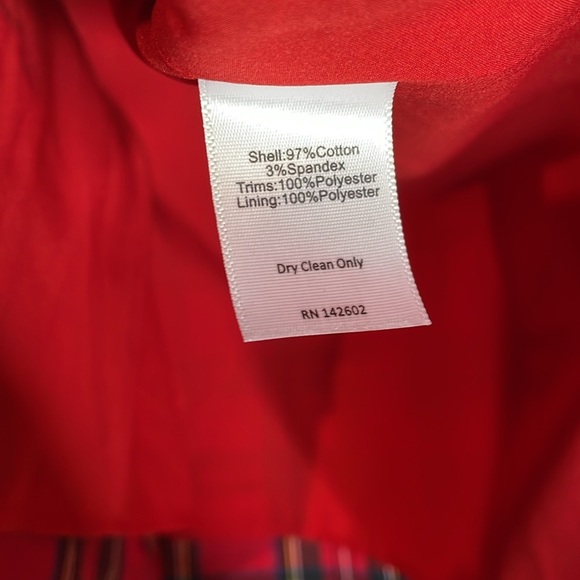 Shell:97%Cotton
3%Spandex
Trims:100%Polyester
Lining:100%Polyester
Dry Clean Only
RN 142602